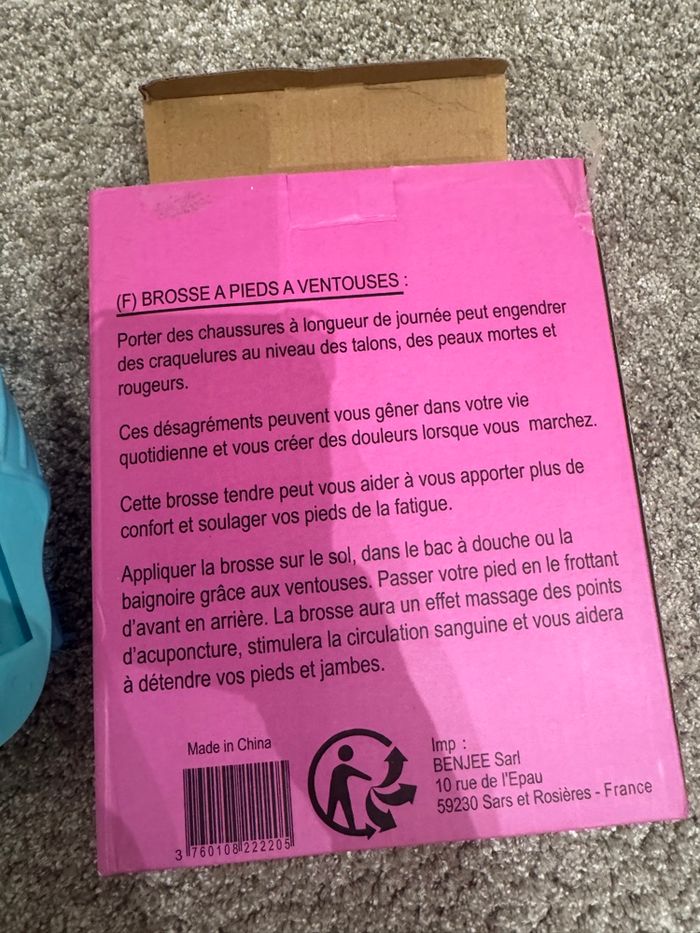 (F) BROSSE A PIEDS A VENTOUSES :
Porter des chaussures à longueur de journée peut engendrer
des craquelures au niveau des talons, des peaux mortes et
rougeurs.
Ces désagréments peuvent vous gêner dans votre vie
quotidienne et vous créer des douleurs lorsque vous marchez.
Cette brosse tendre peut vous aider à vous apporter plus de
confort et soulager vos pieds de la fatigue.
Appliquer la brosse sur le sol, dans le bac à douche ou la
baignoire grâce aux ventouses. Passer votre pied en le frottant
d'avant en arrière. La brosse aura un effet massage des points
d'acuponcture, stimulera la circulation sanguine et vous aidera
à détendre vos pieds et jambes.
Made in China
3 760108 222205
Imp :
BENJEE Sarl
10 rue de l'Epau
59230 Sars et Rosières - France